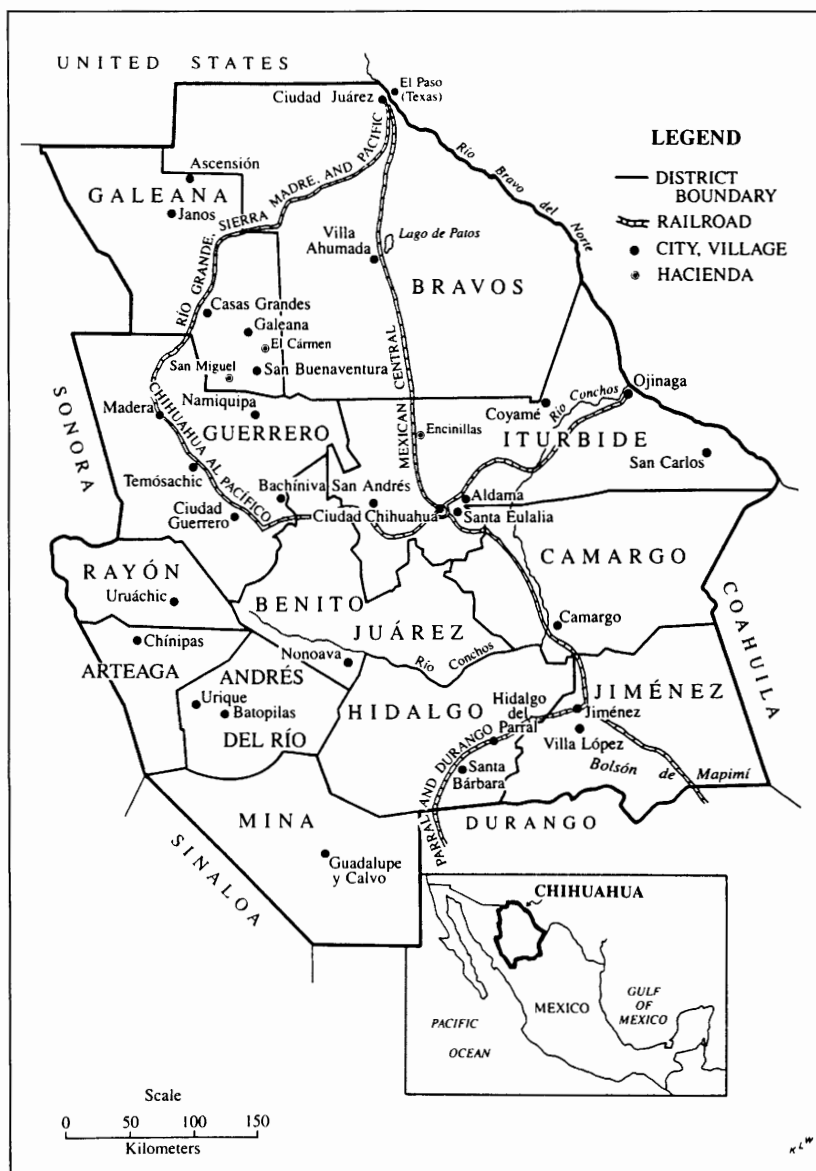 UNITED STATES
El Paso
(Texas)
Ciudad Juárez
LEGEND
DISTRICT
BOUNDARY
RAILROAD
CITY, VILLAGE
HACIENDA
Río Bravo del Norte
RÍO GRANDE, SIERRA MADRE, AND PACIFIC
Ascensión
GALEANA
Janos
Lago de Patos
Villa
Ahumada
BRAVOS
Casas Grandes
Galeana
El Cármen
San Miguel
San Buenaventura
SONORA
MEXICAN CENTRAL
Madera
CHIHUAHUA AL PACÍFICO
Namiquipa
GUERRERO
Coyamé
Río Conchos
Ojinaga
Encinillas
ITURBIDE
San Carlos
Temósachic
Bachíniva
San Andrés
Aldama
Ciudad
Guerrero
Ciudad Chihuahua
Santa Eulalia
CAMARGO
COAHUILA
RAYÓN
Uruáchic
BENITO
JUÁREZ
Camargo
Chínipas
ARTEAGA
ANDRÉS
DEL RÍO
Nonoava
Río Conchos
Urique
Batopilas
HIDALGO
Hidalgo
del
Parral
JIMÉNEZ
Jiménez
Villa López
Bolsón de Mapimí
Santa
Bárbara
PARRAL AND DURANGO
DURANGO
MINA
SINALOA
Guadalupe
y Calvo
CHIHUAHUA
MEXICO
GULF
OF
MEXICO
PACIFIC
OCEAN
Scale
0 50 100 150
Kilometers
KLW